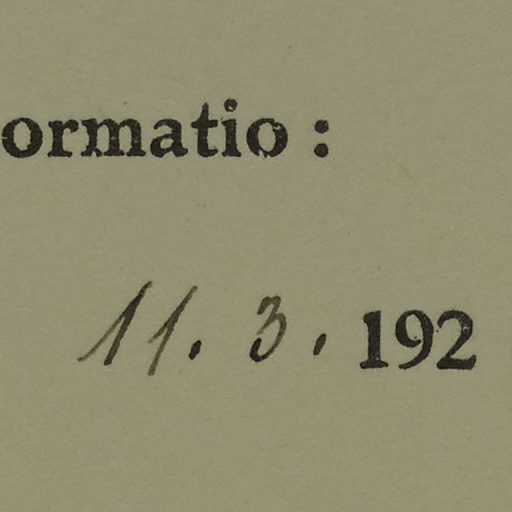 ormatio :
11. 3. 192